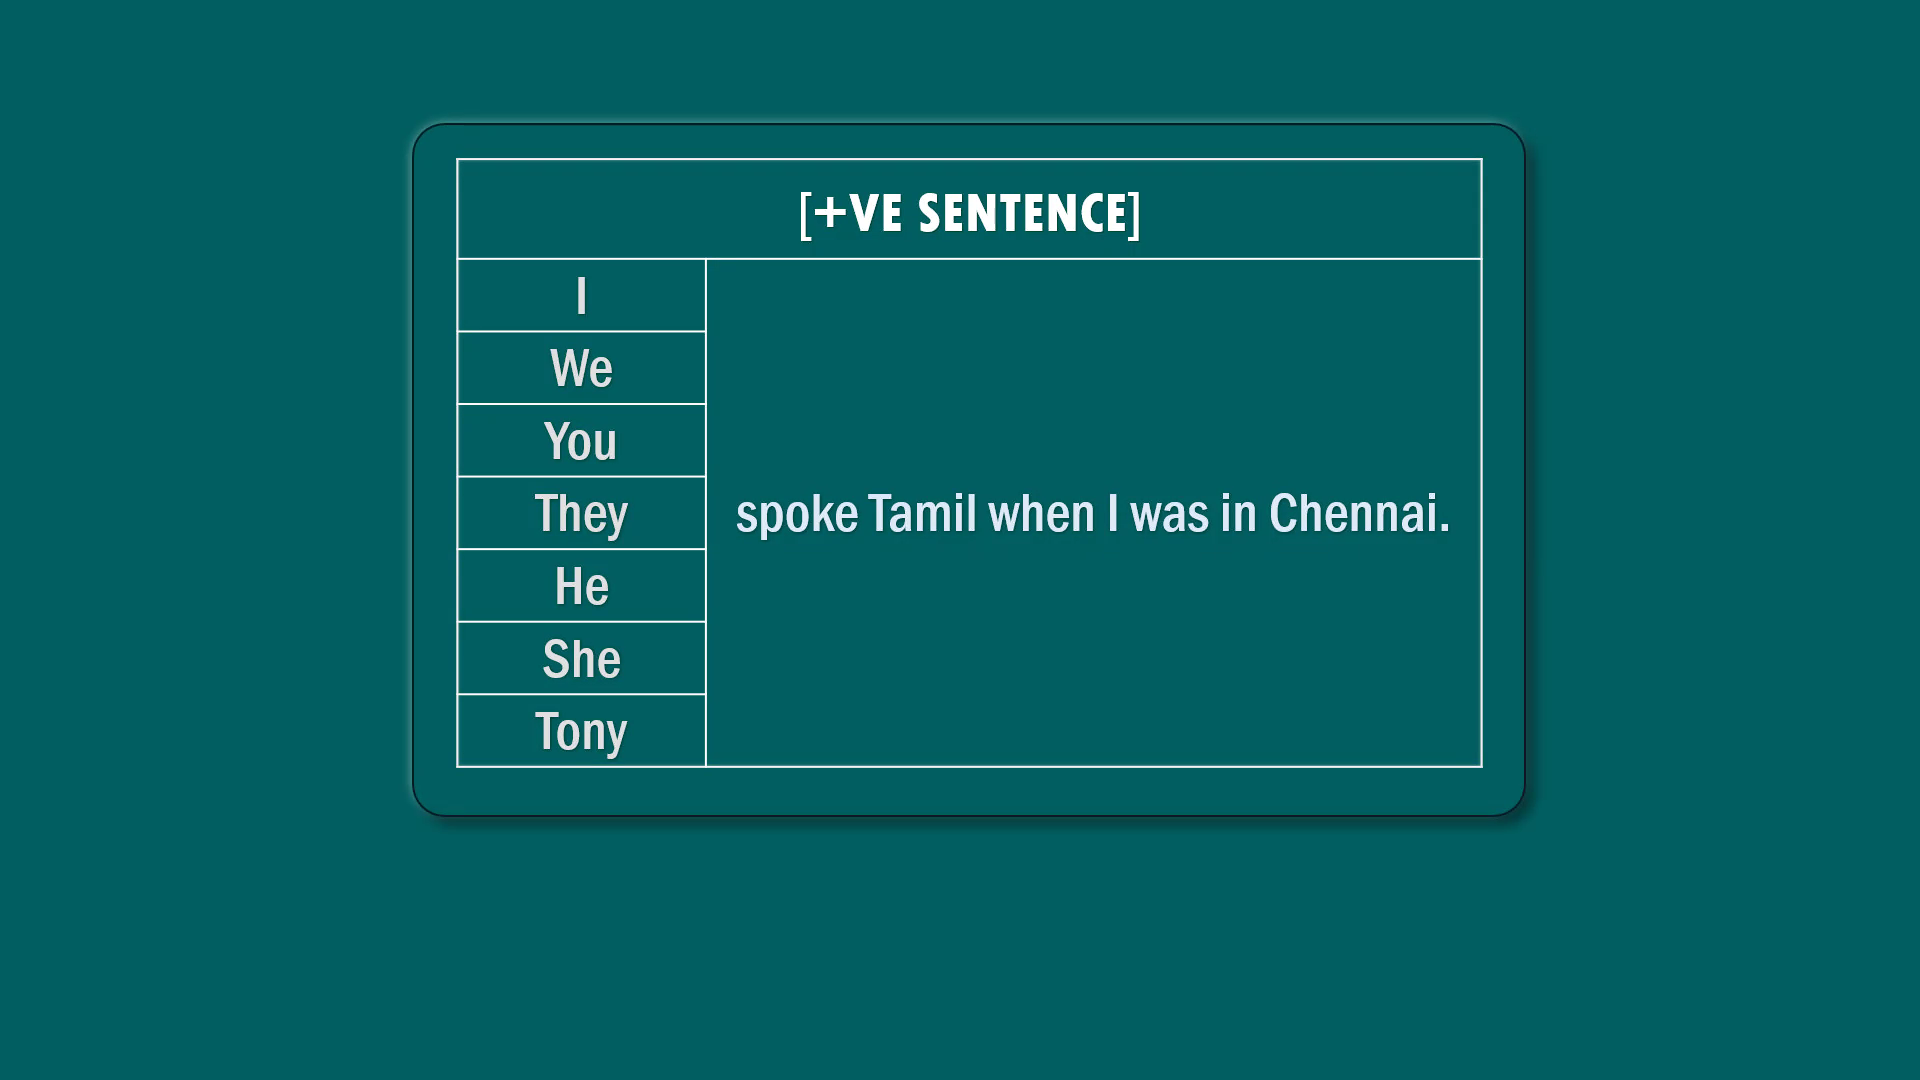 [+VE SENTENCE]
I
We
You
They
He
She
Tony
spoke Tamil when I was in Chennai.